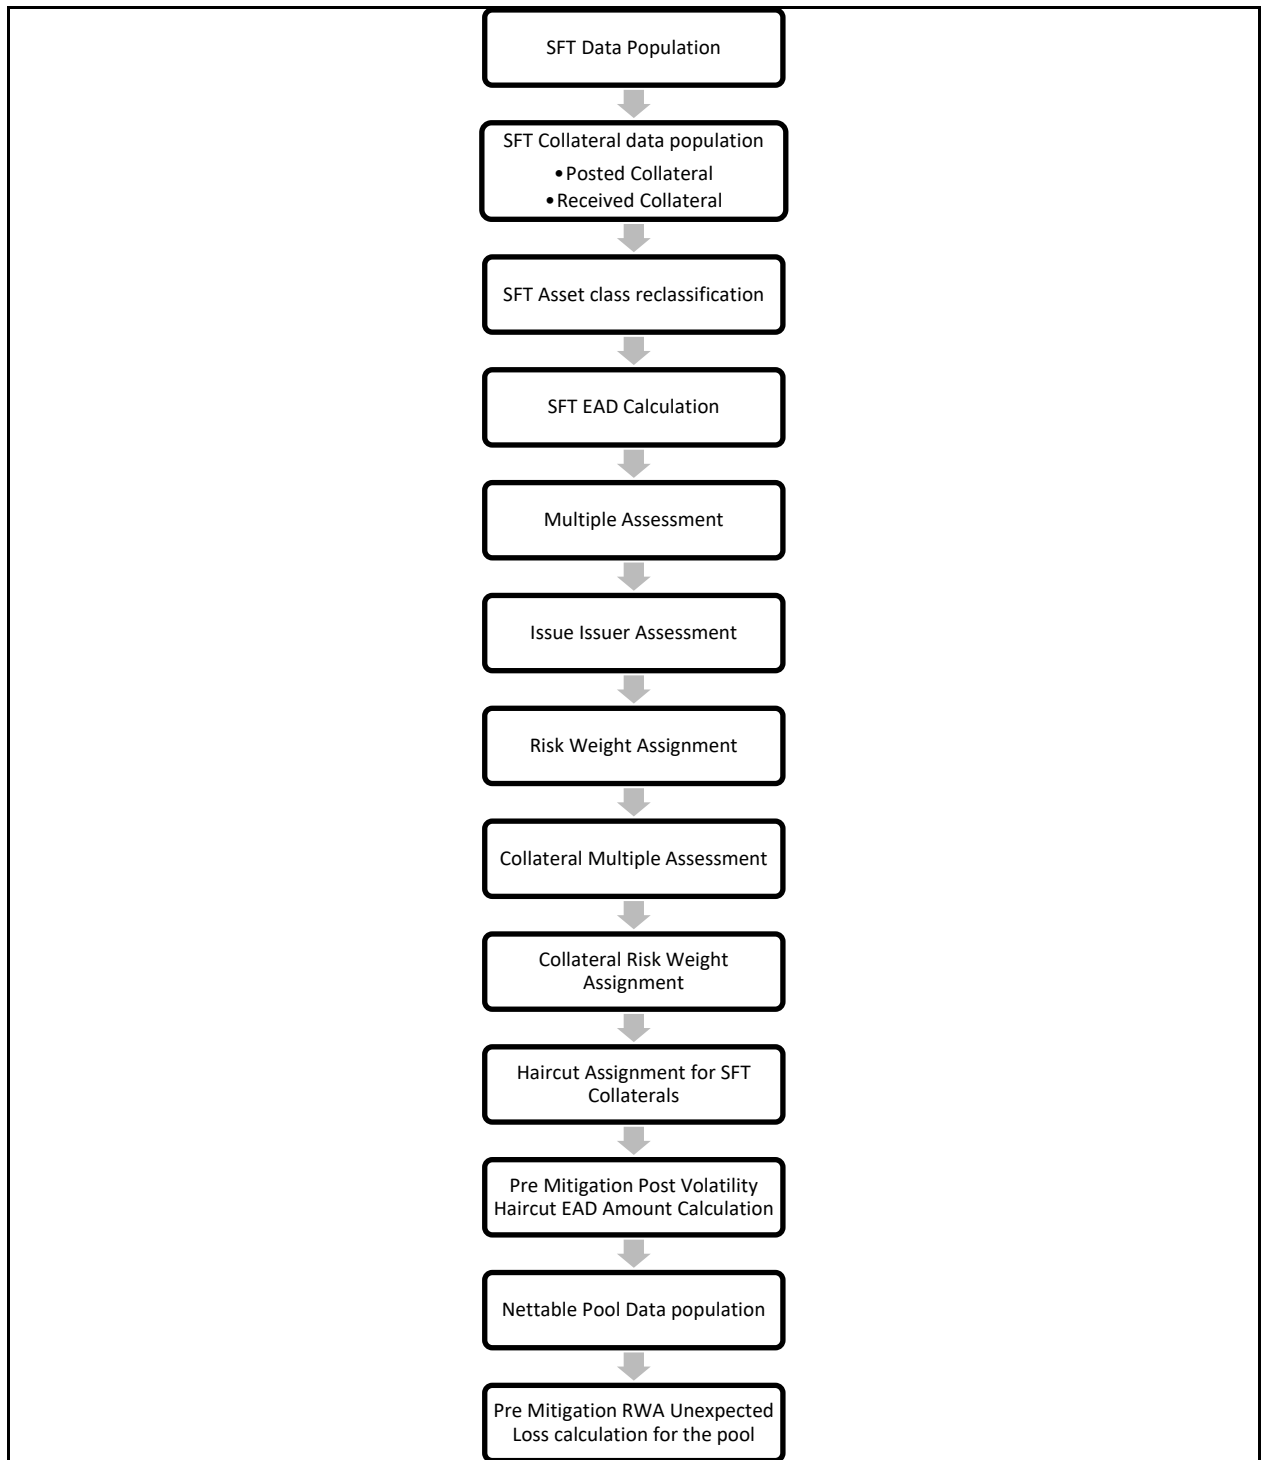 SFT Data Population
SFT Collateral data population
•Posted Collateral
•Received Collateral
SFT Asset class reclassification
SFT EAD Calculation
Multiple Assessment
Issue Issuer Assessment
Risk Weight Assignment
Collateral Multiple Assessment
Collateral Risk Weight
Assignment
Haircut Assignment for SFT
Collaterals
Pre Mitigation Post Volatility
Haircut EAD Amount Calculation
Nettable Pool Data population
Pre Mitigation RWA Unexpected
Loss calculation for the pool